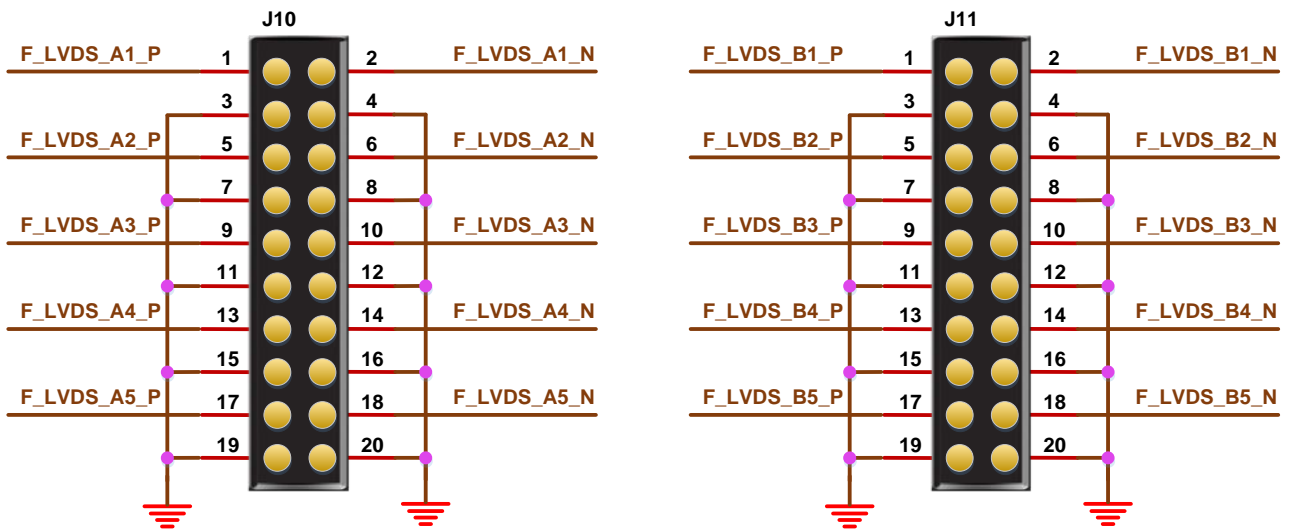 J10 J11
F_LVDS_A1_P 1 2 F_LVDS_A1_N F_LVDS_B1_P 1 2 F_LVDS_B1_N
3 4 3 4
F_LVDS_A2_P 5 6 F_LVDS_A2_N F_LVDS_B2_P 5 6 F_LVDS_B2_N
7 8 7 8
F_LVDS_A3_P 9 10 F_LVDS_A3_N F_LVDS_B3_P 9 10 F_LVDS_B3_N
11 12 11 12
F_LVDS_A4_P 13 14 F_LVDS_A4_N F_LVDS_B4_P 13 14 F_LVDS_B4_N
15 16 15 16
F_LVDS_A5_P 17 18 F_LVDS_A5_N F_LVDS_B5_P 17 18 F_LVDS_B5_N
19 20 19 20